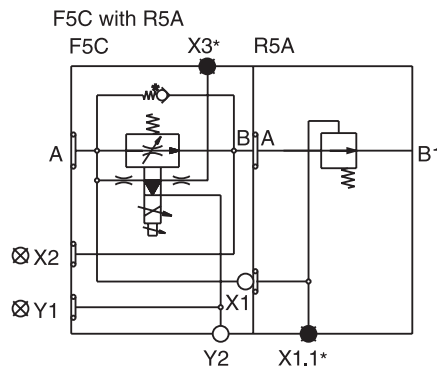 F5C with R5A
F5C X3* R5A
A B A B1
X2
X1
Y1
Y2 X1,1*